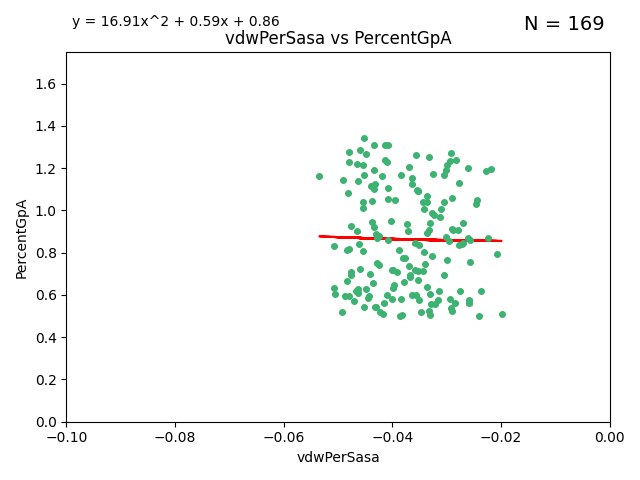 y = 16.91x^2 + 0.59x + 0.86
N = 169
vdwPerSasa vs PercentGpA
PercentGpA
1.6
1.4
1.2
1.0
0.8
0.6
0.4
0.2
0.0
−0.10 −0.08 −0.06 −0.04 −0.02 0.00
vdwPerSasa